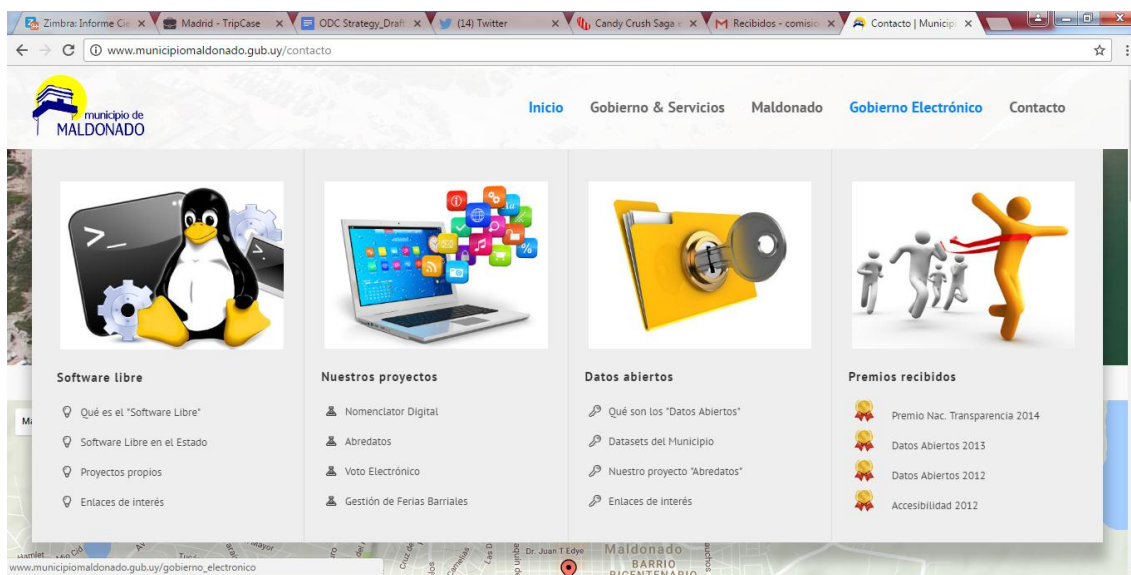 Zimbra: Informe Cie
Madrid - TripCase
ODC Strategy_Draft
(14) Twitter
Candy Crush Saga e
Recibidos - comisio
Contacto | Municip
www.municipiomaldonado.gub.uy/contacto
municipio de
MALDONADO
Inicio
Gobierno & Servicios
Maldonado
Gobierno Electrónico
Contacto
Software libre
Qué es el "Software Libre"
Software Libre en el Estado
Proyectos propios
Enlaces de interés
Nuestros proyectos
Nomenclator Digital
Abredatos
Voto Electrónico
Gestión de Ferias Barriales
Datos abiertos
Qué son los "Datos Abiertos"
Datasets del Municipio
Nuestro proyecto "Abredatos"
Enlaces de interés
Premios recibidos
Premio Nac. Transparencia 2014
Datos Abiertos 2013
Datos Abiertos 2012
Accesibilidad 2012
Dr. Juan T Edye
Maldonado
BARRIO
BICENTENARIO
www.municipiomaldonado.gub.uy/gobierno_electronico